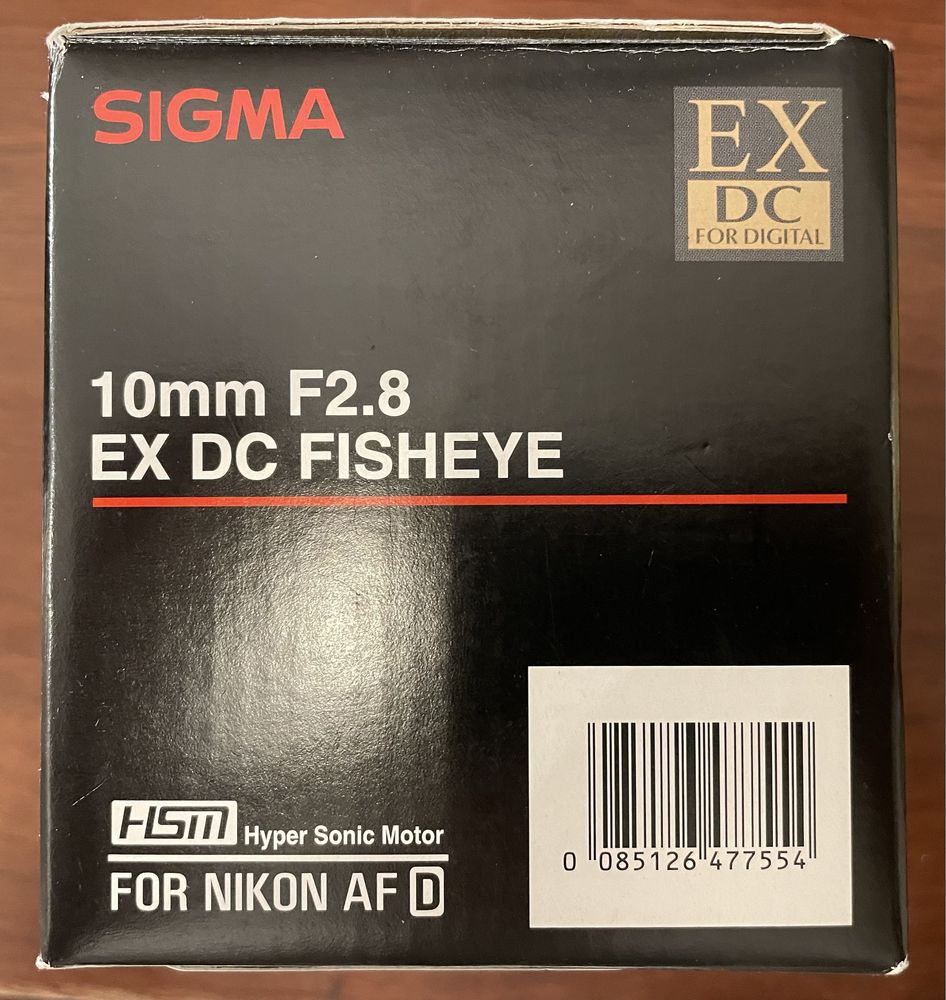 SIGMA
EX
DC
FOR DIGITAL
10mm F2.8
EX DC FISHEYE
HSM Hyper Sonic Motor
FOR NIKON AF D
0 085126 477554